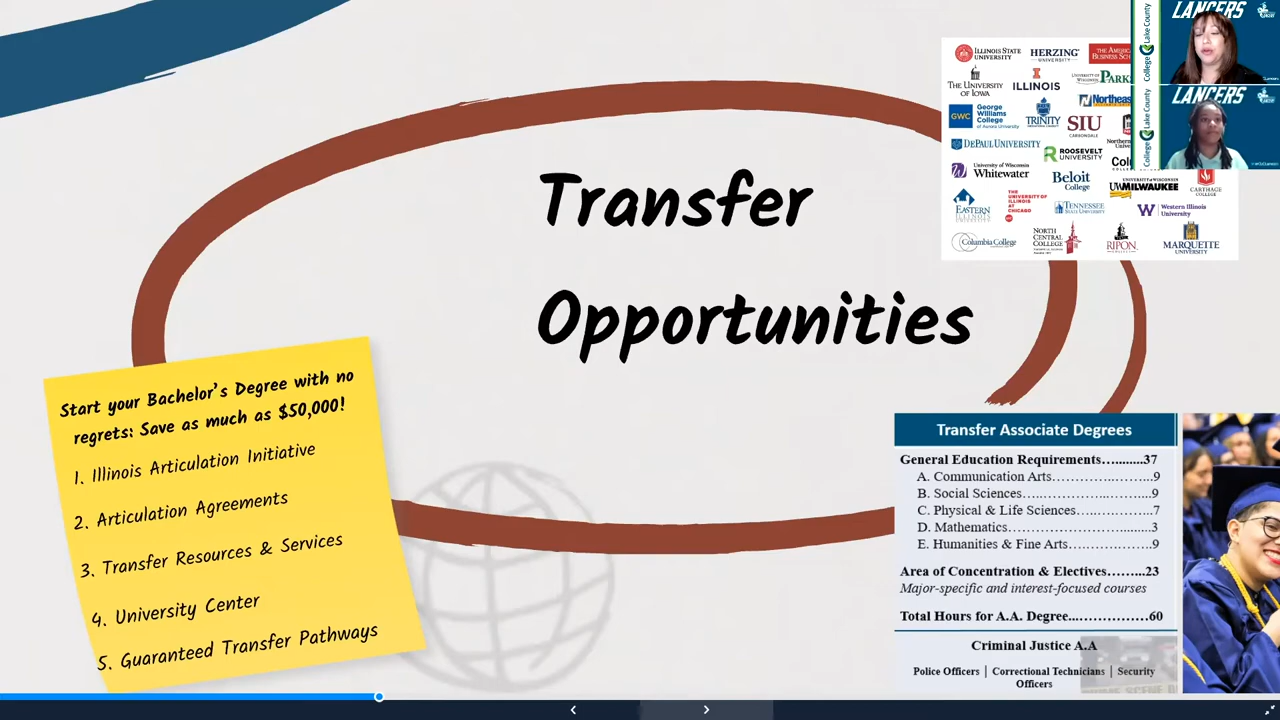 Transfer
Opportunities
Start your Bachelor's Degree with no
regrets: Save as much as $50,000!
1. Illinois Articulation Initiative
2. Articulation Agreements
3. Transfer Resources & Services
4. University Center
5. Guaranteed Transfer Pathways
ILLINOIS STATE
UNIVERSITY
HERZING
UNIVERSITY
THE UNIVERSITY
OF IOWA
ILLINOIS
GWC
George
Williams
College
of Aurora University
TRINITY
SIU
CARBONDALE
DEPAUL UNIVERSITY
ROOSEVELT
UNIVERSITY
University of Wisconsin
Whitewater
Beloit
College
UNIVERSITY of WISCONSIN
UWMILWAUKEE
CARTHAGE
COLLEGE
EASTERN
ILLINOIS
UNIVERSITY
THE
UNIVERSITY OF
ILLINOIS
AT
CHICAGO
TENNESSEE
STATE UNIVERSITY
Western Illinois
University
Columbia College
NORTH
CENTRAL
COLLEGE
RIPON
COLLEGE
MARQUETTE
UNIVERSITY
LANCERS
College of Lake County
LANCERS
College of Lake County
Transfer Associate Degrees
General Education Requirements…........37
A. Communication Arts…………..……...9
B. Social Sciences…..…………..……….9
C. Physical & Life Sciences…..………….7
D. Mathematics……………………........3
E. Humanities & Fine Arts……………….9
Area of Concentration & Electives……...23
Major-specific and interest-focused courses
Total Hours for A.A. Degree...……………60
Criminal Justice A.A
Police Officers | Correctional Technicians | Security
Officers